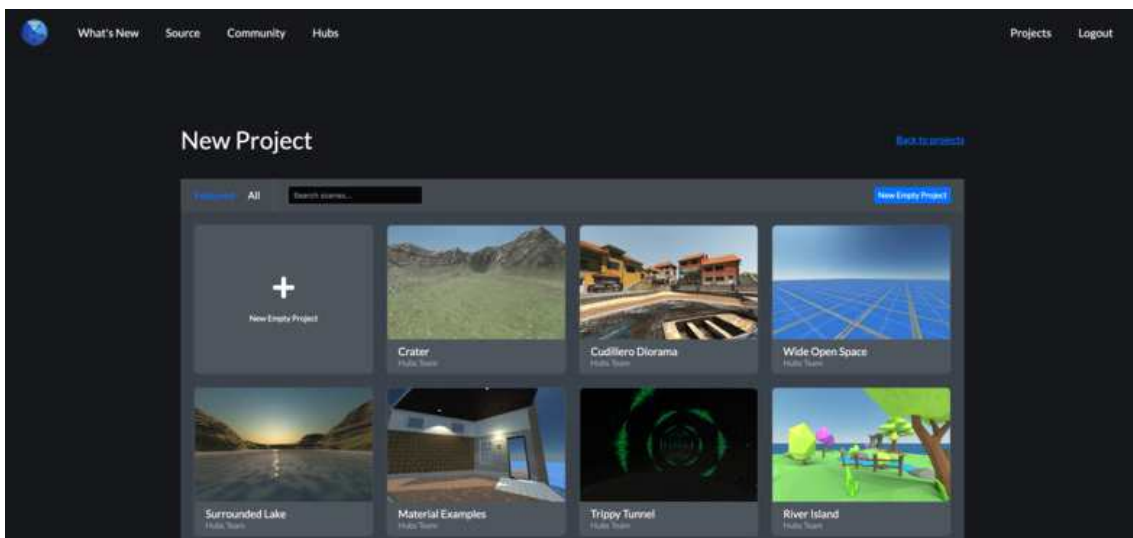 What's New Source Community Hubs Projects Logout
New Project
Back to projects
Featured All Search scenes... New Empty Project
New Empty Project
Crater
Hubs Team
Cudillero Diorama
Hubs Team
Wide Open Space
Hubs Team
Surrounded Lake
Hubs Team
Material Examples
Hubs Team
Trippy Tunnel
Hubs Team
River Island
Hubs Team